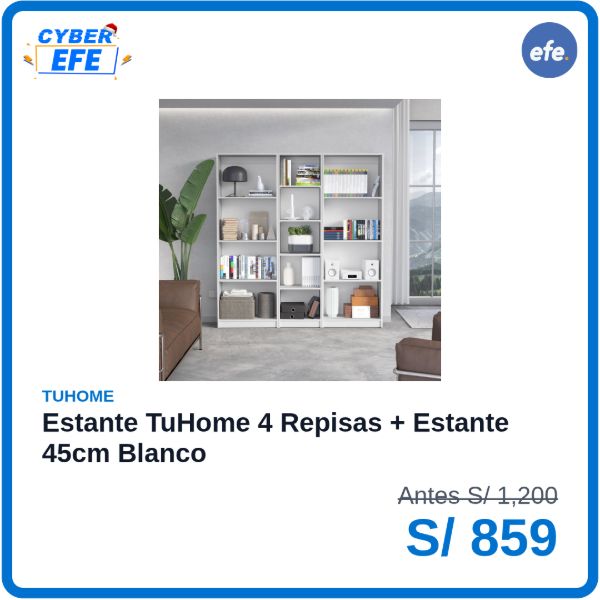 CYBER
EFE
efe.
TUHOME
Estante TuHome 4 Repisas + Estante
45cm Blanco
Antes S/ 1,200
S/ 859